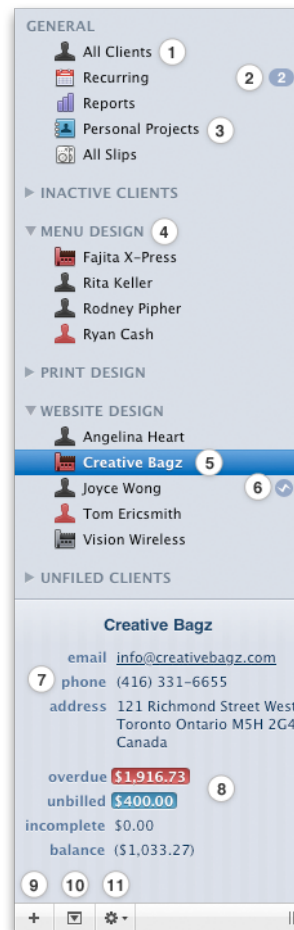 GENERAL
All Clients 1
Recurring 2 2
Reports
Personal Projects 3
All Slips
INACTIVE CLIENTS
MENU DESIGN 4
Fajita X-Press
Rita Keller
Rodney Pipher
Ryan Cash
PRINT DESIGN
WEBSITE DESIGN
Angelina Heart
Creative Bagz 5
Joyce Wong 6
Tom Ericsmith
Vision Wireless
UNFILED CLIENTS
Creative Bagz
email info@creativebagz.com
7 phone (416) 331-6655
address 121 Richmond Street West
Toronto Ontario M5H 2G4
Canada
overdue $1,916.73
unbilled $400.00 8
incomplete $0.00
balance ($1,033.27)
9 10 11